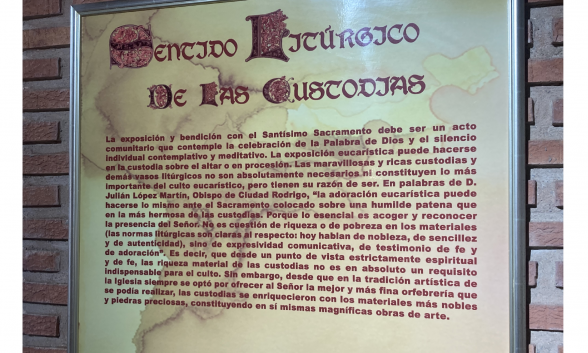 Sentido Litúrgico
De Las Custodias
La exposición y bendición con el Santísimo Sacramento debe ser un acto
comunitario que contemple la celebración de la Palabra de Dios y el silencio
individual contemplativo y meditativo. La exposición eucarística puede hacerse
en la custodia sobre el altar o en procesión. Las maravillosas y ricas custodias y
demás vasos litúrgicos no son absolutamente necesarios ni constituyen lo más
importante del culto eucarístico, pero tienen su razón de ser. En palabras de D.
Julián López Martín, Obispo de Ciudad Rodrigo, "la adoración eucarística puede
hacerse lo mismo ante el Sacramento colocado sobre una humilde patena que
en la más hermosa de las custodias. Porque lo esencial es acoger y reconocer
la presencia del Señor. No es cuestión de riqueza o de pobreza en los materiales
(las normas litúrgicas son claras al respecto: hoy hablan de nobleza, de sencillez
y de autenticidad), sino de expresividad comunicativa, de testimonio de fe y
de adoración". Es decir, que desde un punto de vista estrictamente espiritual
y de fe, las riqueza material de las custodias no es en absoluto un requisito
indispensable para el culto. Sin embargo, desde que en la tradición artística de
la Iglesia siempre se optó por ofrecer al Señor la mejor y más fina orfebrería que
se podía realizar, las custodias se enriquecieron con los materiales más nobles
y piedras preciosas, constituyendo en sí mismas magníficas obras de arte.